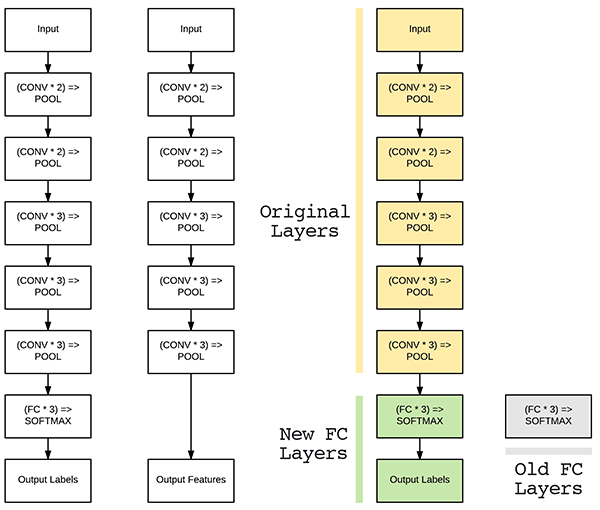 Input
(CONV * 2) =>
POOL
(CONV * 2) =>
POOL
(CONV * 3) =>
POOL
(CONV * 3) =>
POOL
(CONV * 3) =>
POOL
(FC * 3) =>
SOFTMAX
Output Labels
Input
(CONV * 2) =>
POOL
(CONV * 2) =>
POOL
(CONV * 3) =>
POOL
(CONV * 3) =>
POOL
(CONV * 3) =>
POOL
Output Features
Original
Layers
New FC
Layers
Input
(CONV * 2) =>
POOL
(CONV * 2) =>
POOL
(CONV * 3) =>
POOL
(CONV * 3) =>
POOL
(CONV * 3) =>
POOL
(FC * 3) =>
SOFTMAX
Output Labels
(FC * 3) =>
SOFTMAX
Old FC
Layers